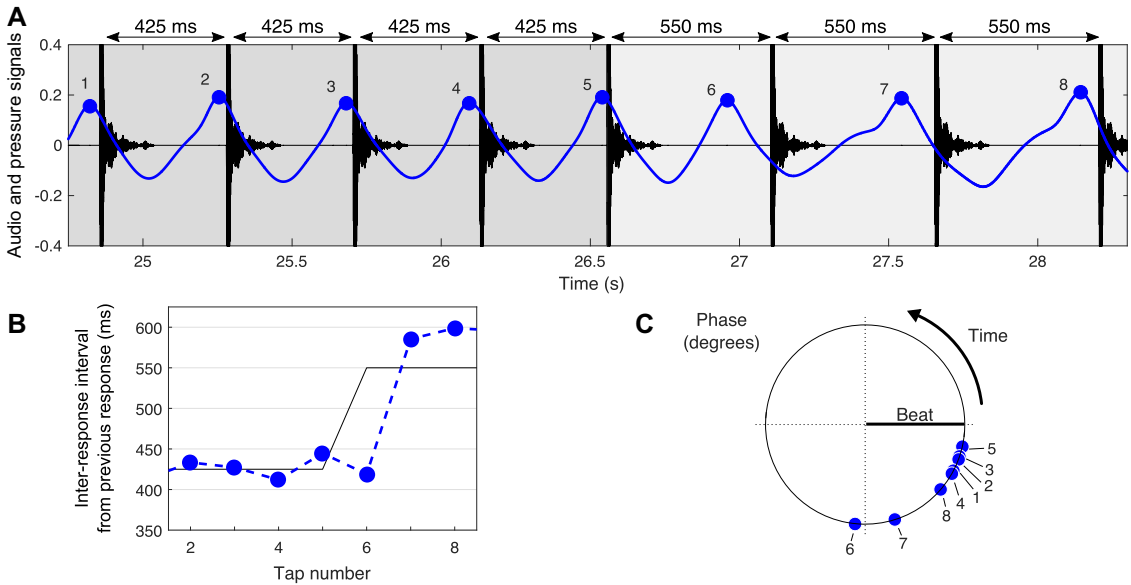 A
425 ms 425 ms 425 ms 425 ms 550 ms 550 ms 550 ms
Audio and pressure signals
0.4
0.2
0
-0.2
-0.4
1 2 3 4 5 6 7 8
25 25.5 26 26.5 27 27.5 28
Time (s)
B
Inter-response interval
from previous response (ms)
600
550
500
450
400
350
2 4 6 8
Tap number
C
Phase
(degrees)
Time
Beat
5
3
2
1
4
8
7
6